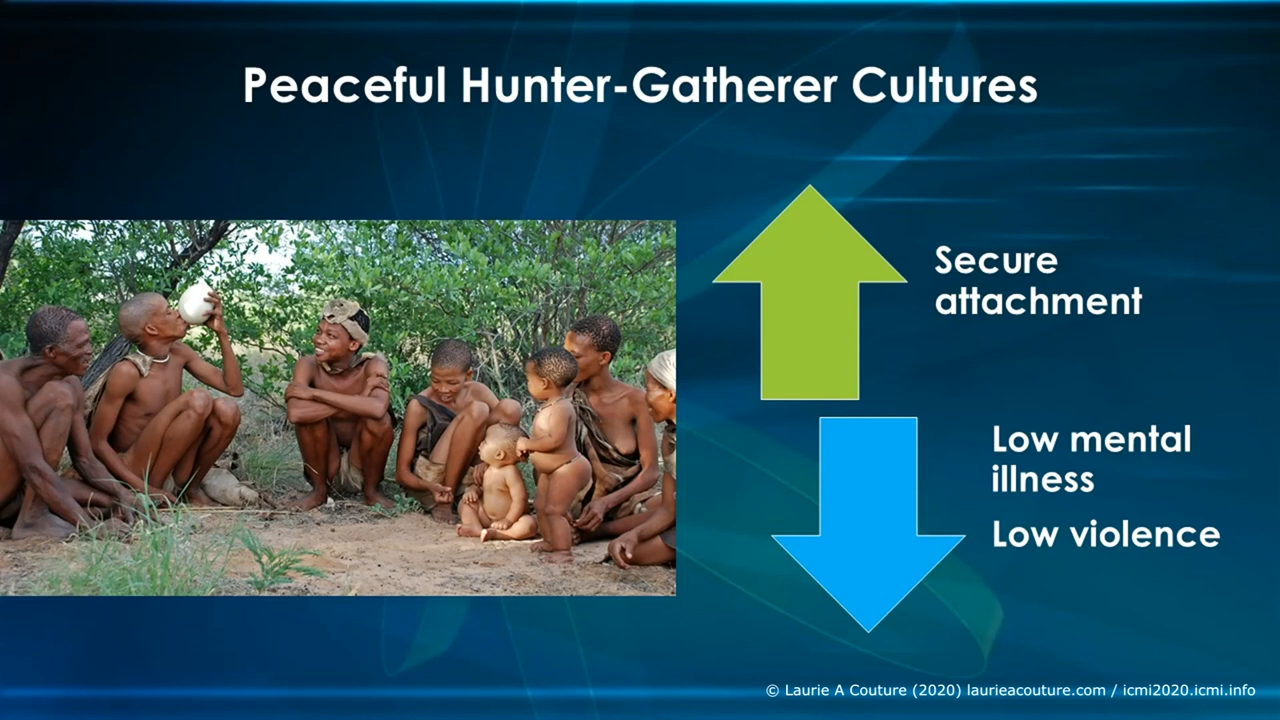 Peaceful Hunter-Gatherer Cultures
Secure
attachment
Low mental
illness
Low violence
© Laurie A Couture (2020) laurieacouture.com / icmi2020.icmi.info